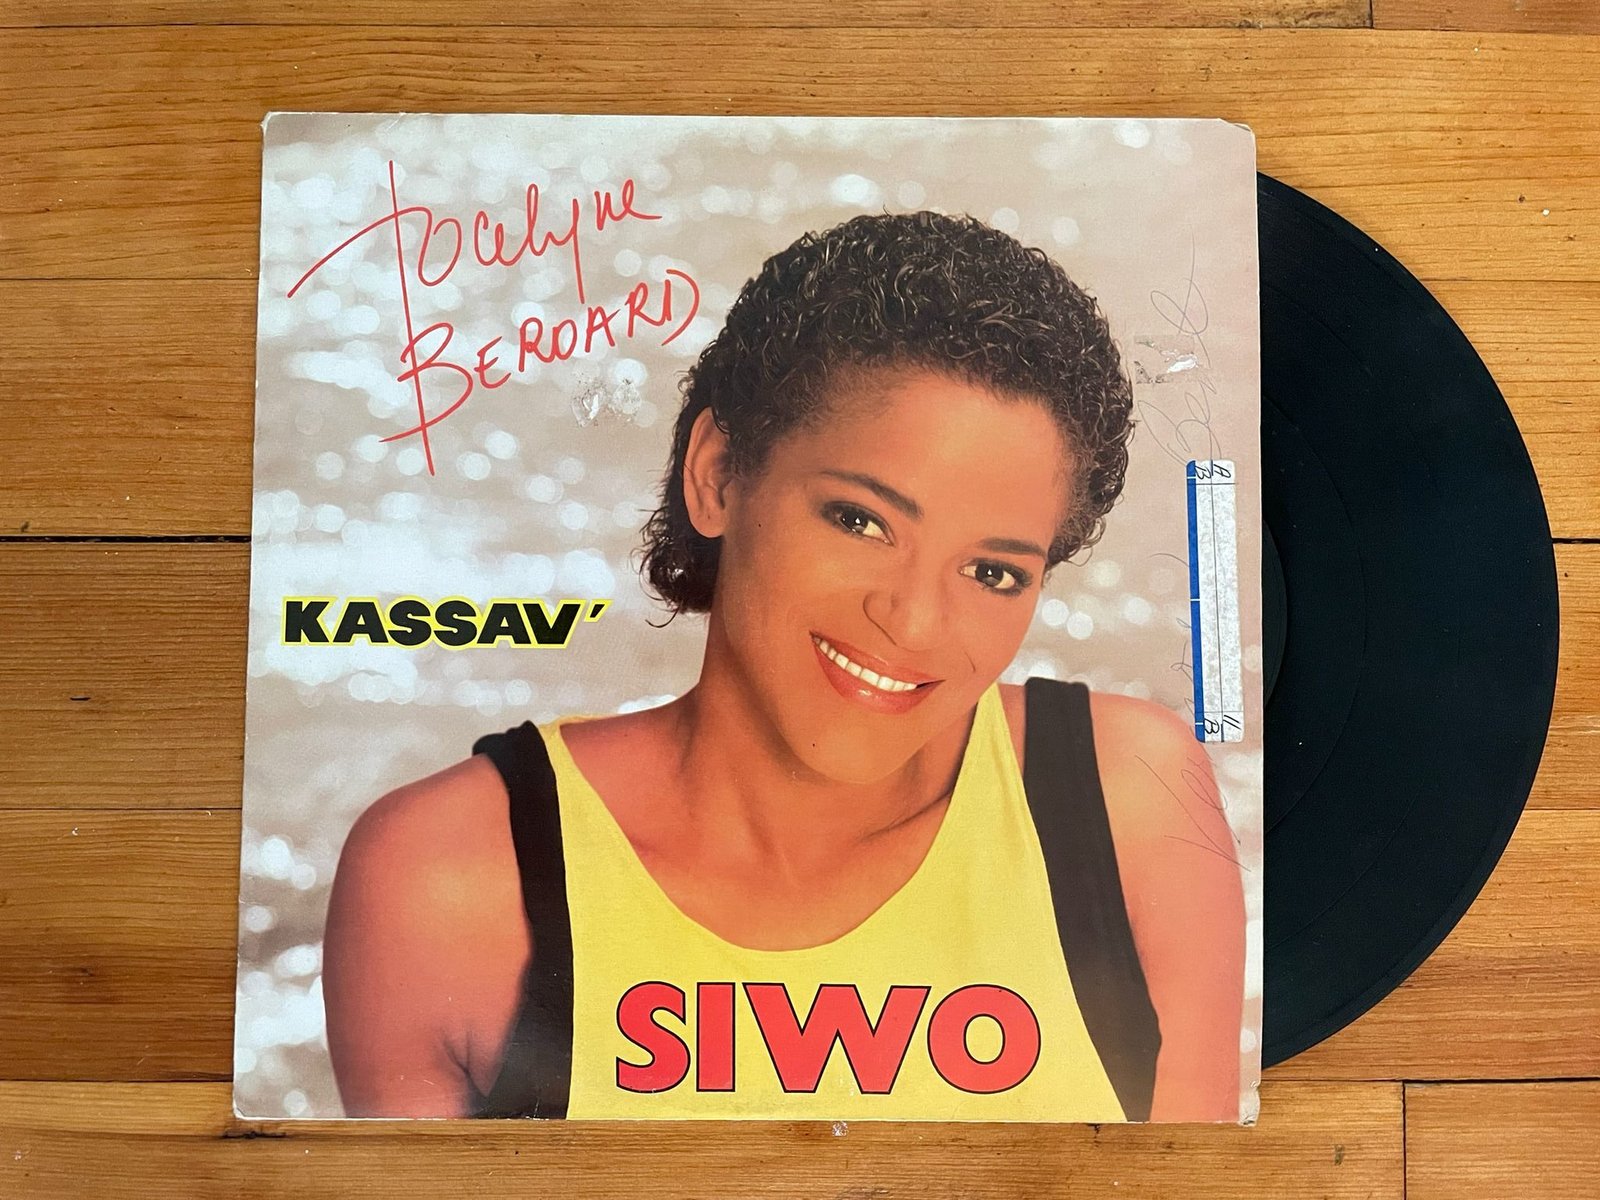 Jocelyne
BEROARD
KASSAV'
SIWO